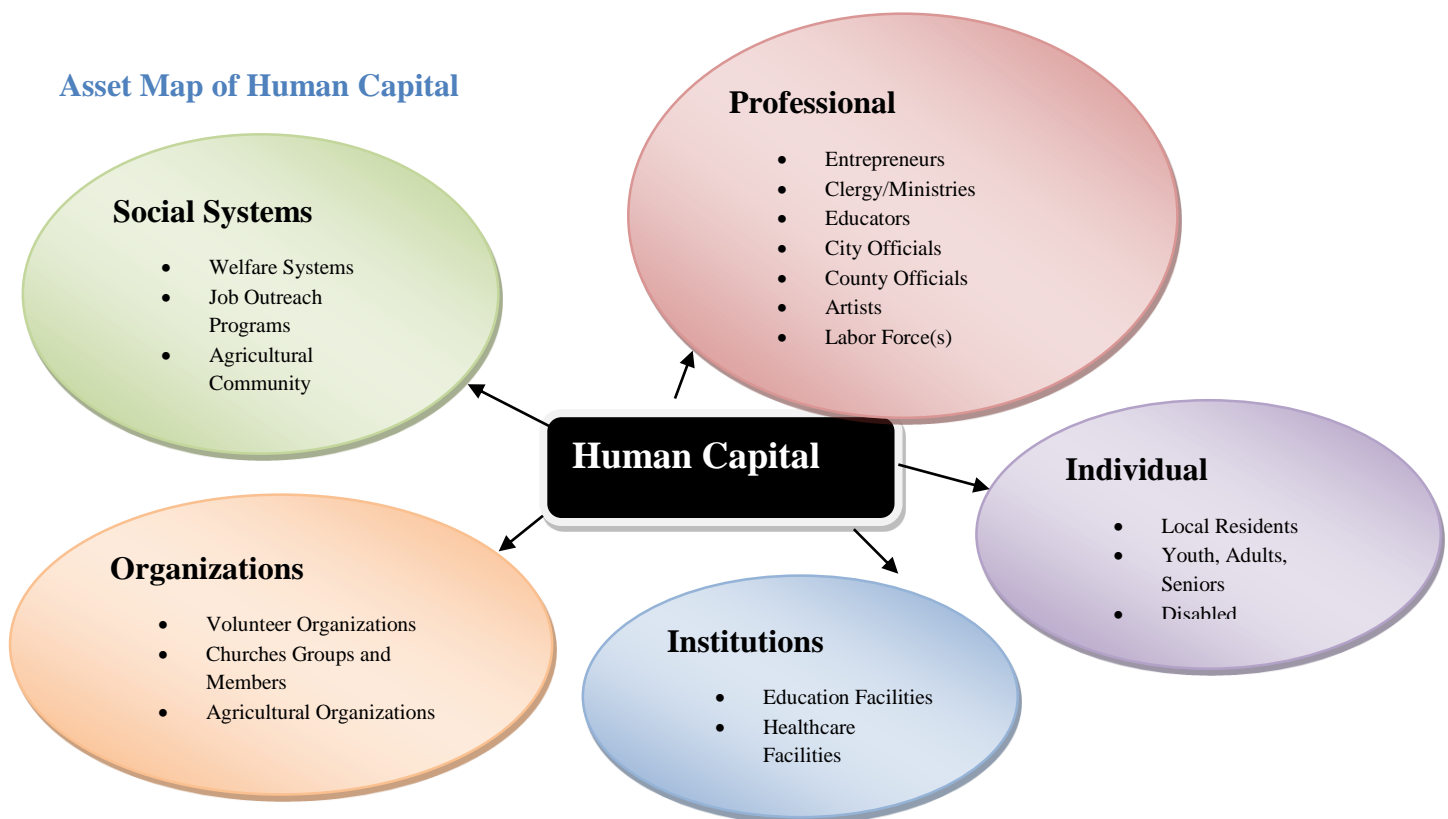 Asset Map of Human Capital
Social Systems
• Welfare Systems
• Job Outreach
Programs
• Agricultural
Community
Professional
• Entrepreneurs
• Clergy/Ministries
• Educators
• City Officials
• County Officials
• Artists
• Labor Force(s)
Human Capital
Individual
• Local Residents
• Youth, Adults,
Seniors
• Disabled
Organizations
• Volunteer Organizations
• Churches Groups and
Members
• Agricultural Organizations
Institutions
• Education Facilities
• Healthcare
Facilities